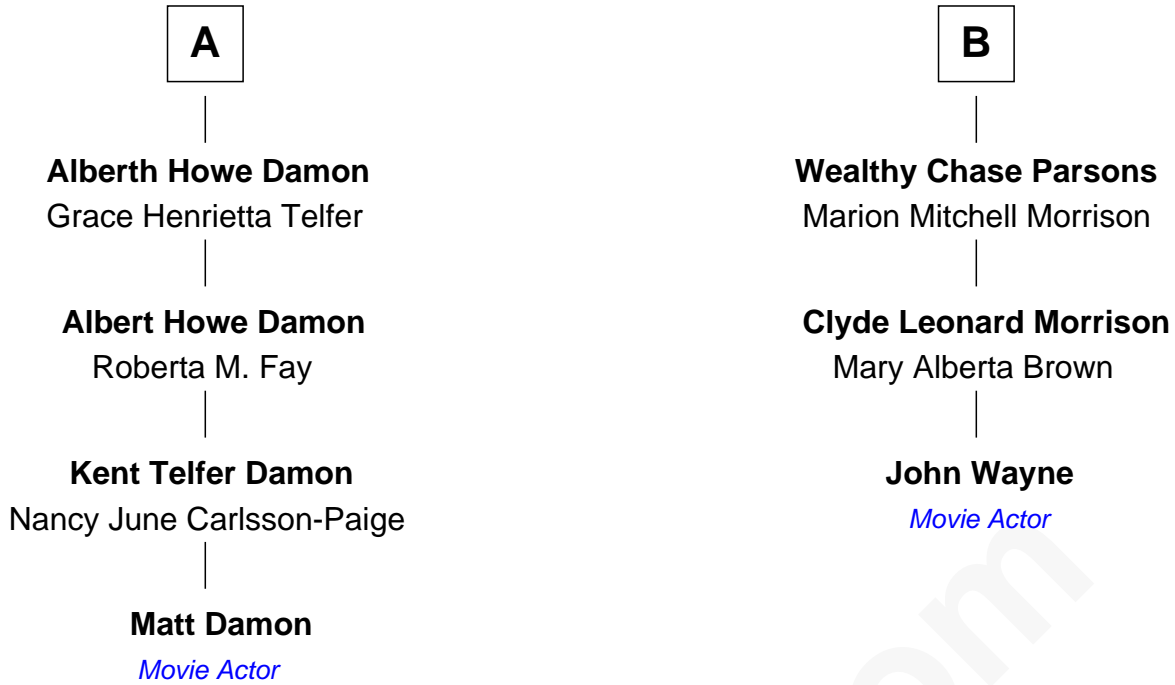 A
Alberth Howe Damon
Grace Henrietta Telfer
Albert Howe Damon
Roberta M. Fay
Kent Telfer Damon
Nancy June Carlsson-Paige
Matt Damon
Movie Actor
B
Wealthy Chase Parsons
Marion Mitchell Morrison
Clyde Leonard Morrison
Mary Alberta Brown
John Wayne
Movie Actor
om